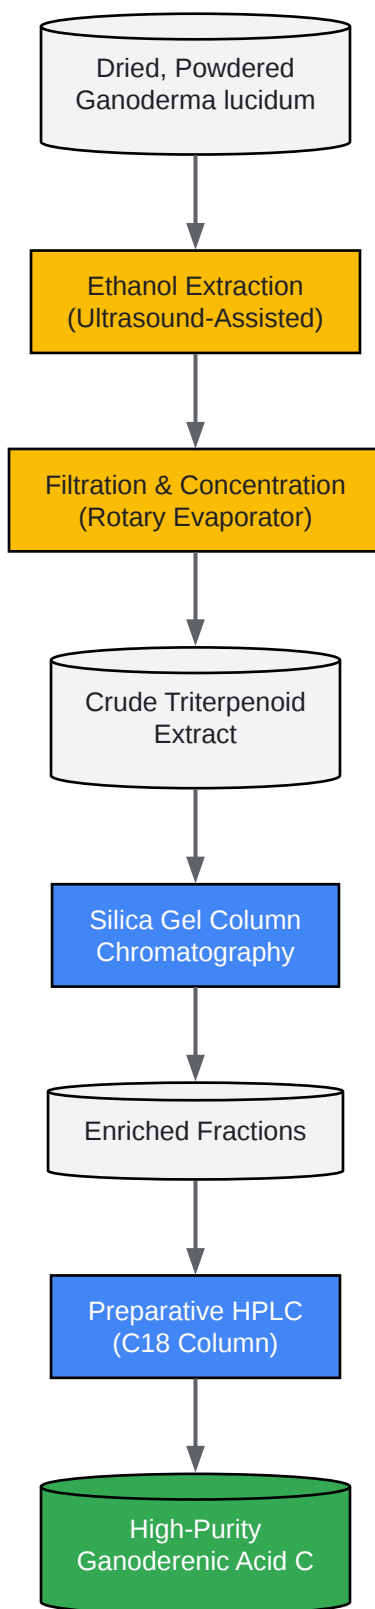 Dried, Powdered
Ganoderma lucidum
Ethanol Extraction
(Ultrasound-Assisted)
Filtration & Concentration
(Rotary Evaporator)
Crude Triterpenoid
Extract
Silica Gel Column
Chromatography
Enriched Fractions
Preparative HPLC
(C18 Column)
High-Purity
Ganoderenic Acid C